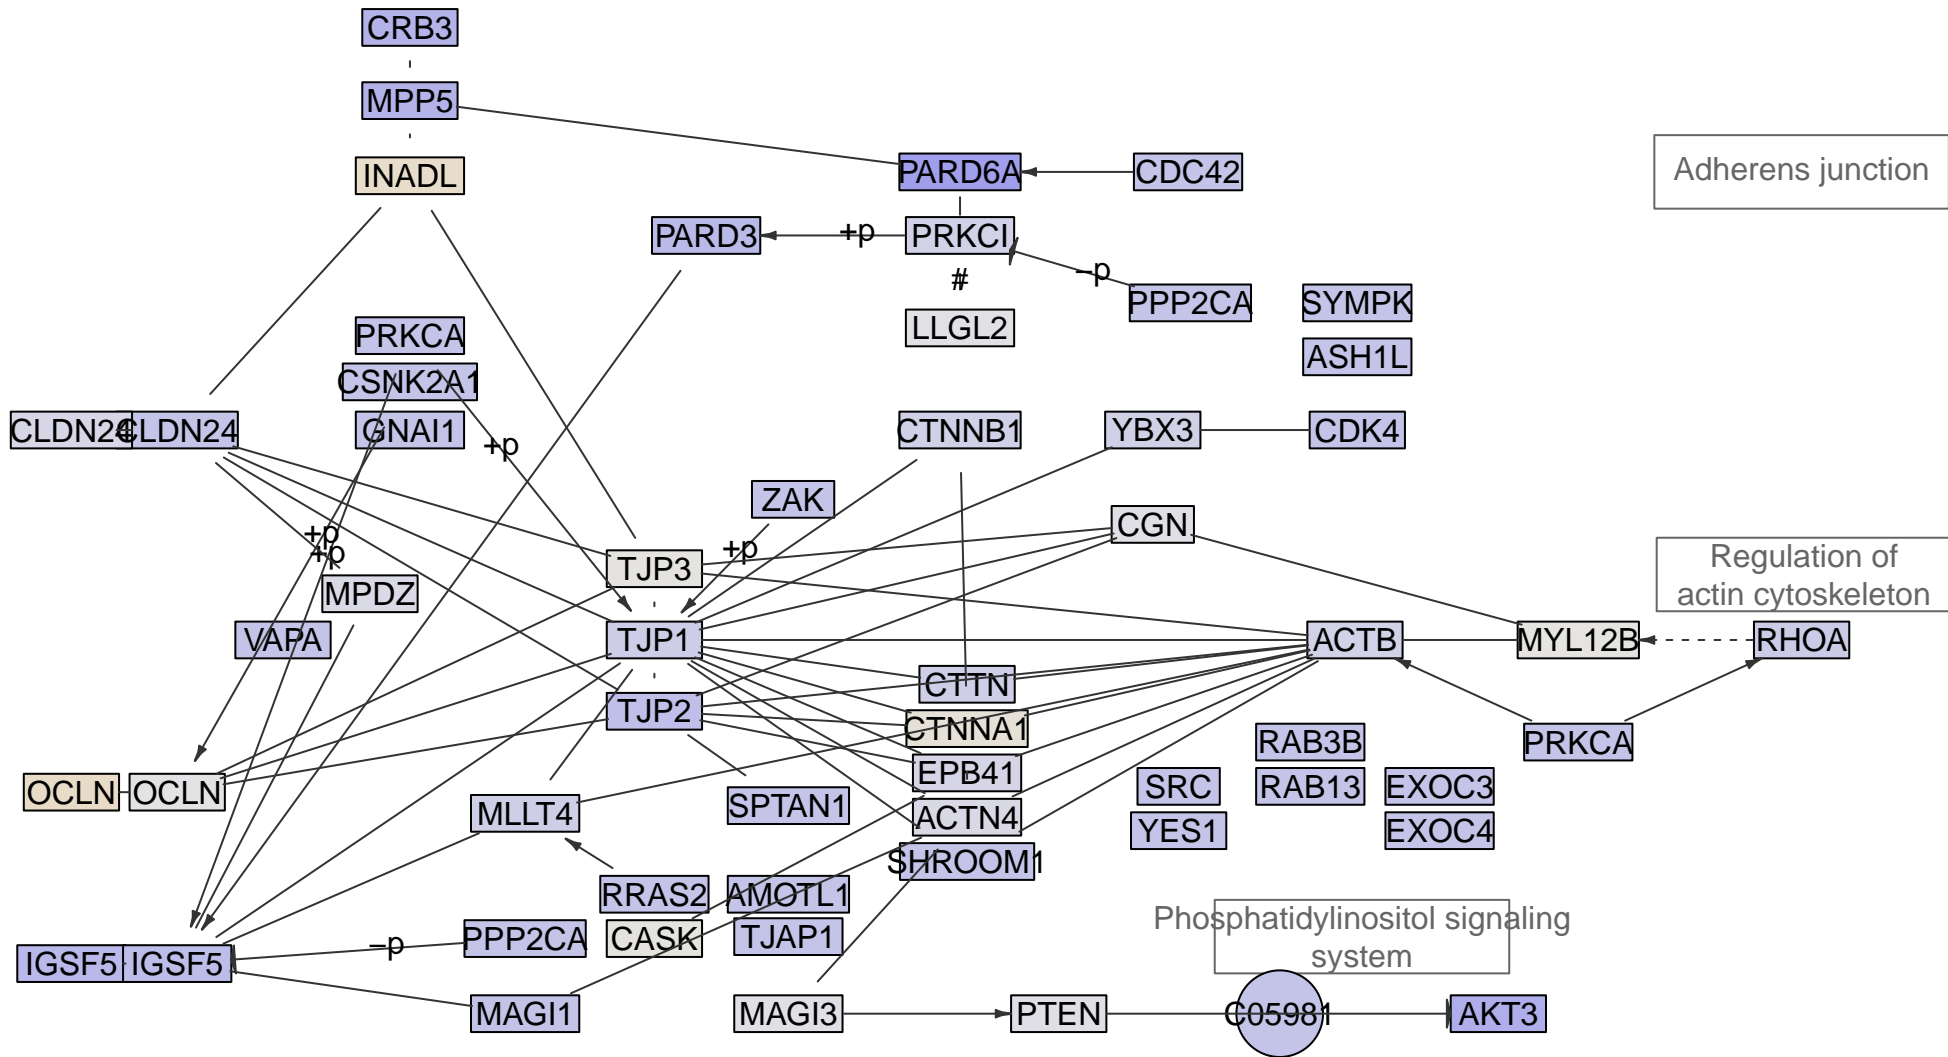 CRB3
MPP5
INADL
PARD6A
CDC42
Adherens junction
PARD3
+p
PRKCI
#
–p
PPP2CA
SYMPK
LLGL2
PRKCA
ASH1L
CSNK2A1
CLDN24
CLDN24
GNAI1
+p
CTNNB1
YBX3
CDK4
ZAK
CGN
+p
+p
+p
TJP3
MPDZ
Regulation of
actin cytoskeleton
VAPA
TJP1
ACTB
MYL12B
RHOA
CTTN
TJP2
CTNNA1
RAB3B
PRKCA
EPB41
OCLN
OCLN
SRC
RAB13
EXOC3
MLLT4
SPTAN1
ACTN4
YES1
EXOC4
SHROOM1
RRAS2
AMOTL1
Phosphatidylinositol signaling
system
PPP2CA
CASK
TJAP1
–p
IGSF5
IGSF5
MAGI1
MAGI3
PTEN
C05981
AKT3